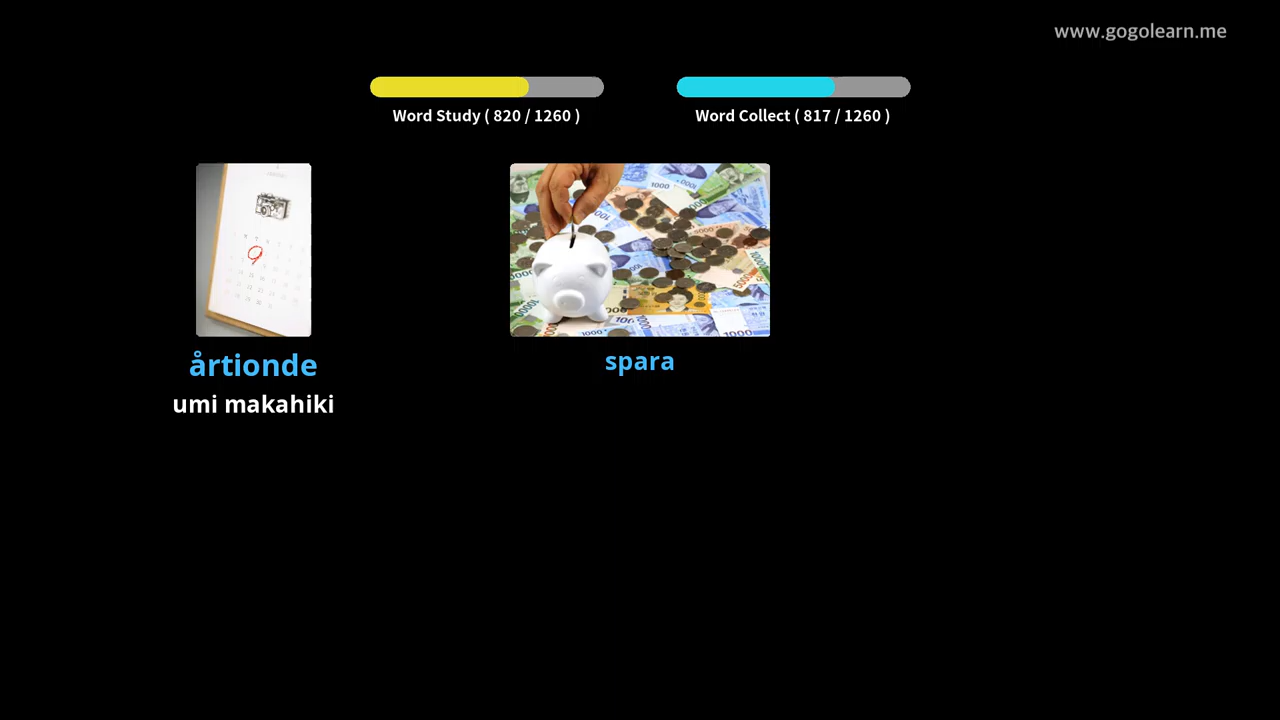 www.gogolearn.me
Word Study ( 820 / 1260 )
Word Collect ( 817 / 1260 )
årtionde
umi makahiki
spara